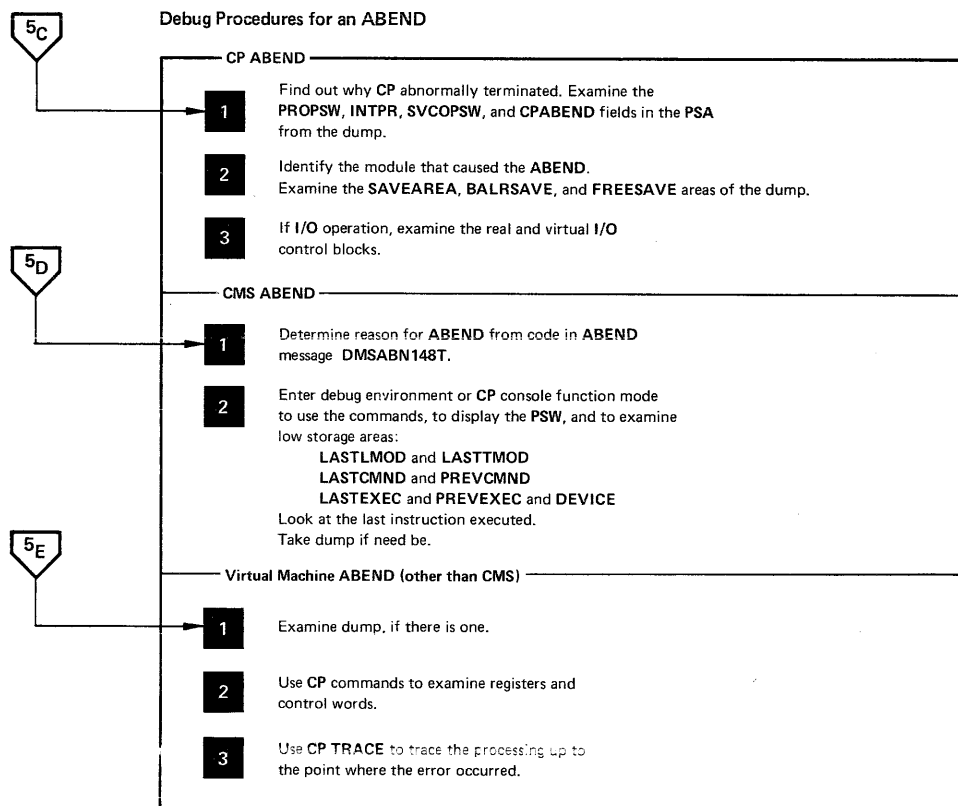 Debug Procedures for an ABEND
5C
CP ABEND
1
Find out why CP abnormally terminated. Examine the
PROPSW, INTPR, SVCOPSW, and CPABEND fields in the PSA
from the dump.
2
Identify the module that caused the ABEND.
Examine the SAVEAREA, BALRSAVE, and FREESAVE areas of the dump.
3
If I/O operation, examine the real and virtual I/O
control blocks.
5D
CMS ABEND
1
Determine reason for ABEND from code in ABEND
message DMSABN148T.
2
Enter debug environment or CP console function mode
to use the commands, to display the PSW, and to examine
low storage areas:
LASTLMOD and LASTTMOD
LASTCMND and PREVCMND
LASTEXEC and PREVEXEC and DEVICE
Look at the last instruction executed.
Take dump if need be.
5E
Virtual Machine ABEND (other than CMS)
1
Examine dump, if there is one.
2
Use CP commands to examine registers and
control words.
3
Use CP TRACE to trace the processing up to
the point where the error occurred.